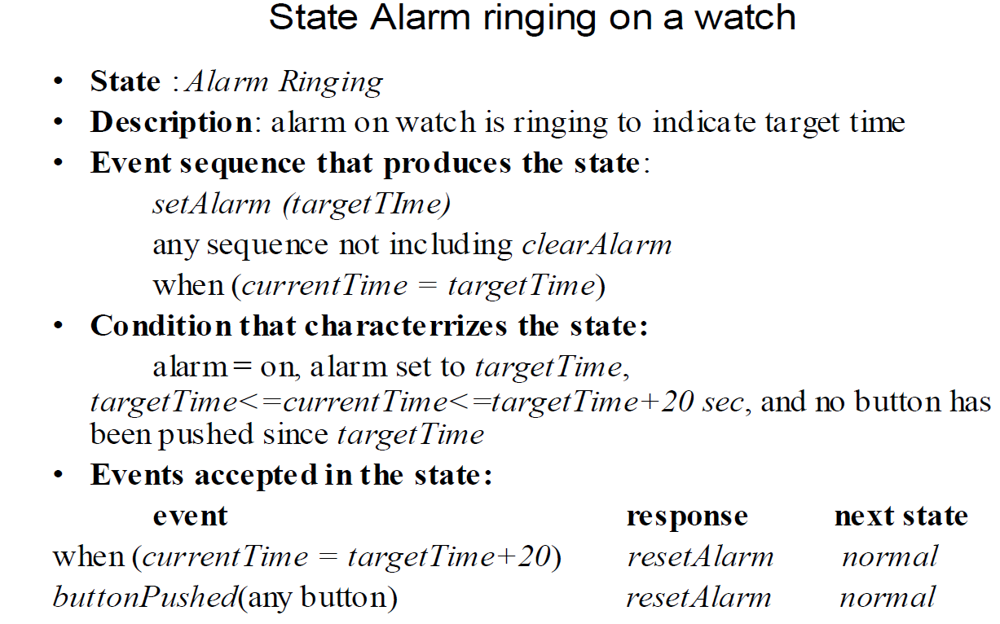 State Alarm ringing on a watch
• State : Alarm Ringing
• Description: alarm on watch is ringing to indicate target time
• Event sequence that produces the state:
setAlarm (targetTIme)
any sequence not including clearAlarm
when (currentTime = targetTime)
• Condition that characterrizes the state:
alarm = on, alarm set to targetTime,
targetTime<=currentTime<=targetTime+20 sec, and no button has
been pushed since targetTime
• Events accepted in the state:
event response next state
when (currentTime = targetTime+20) resetAlarm normal
buttonPushed(any button) resetAlarm normal